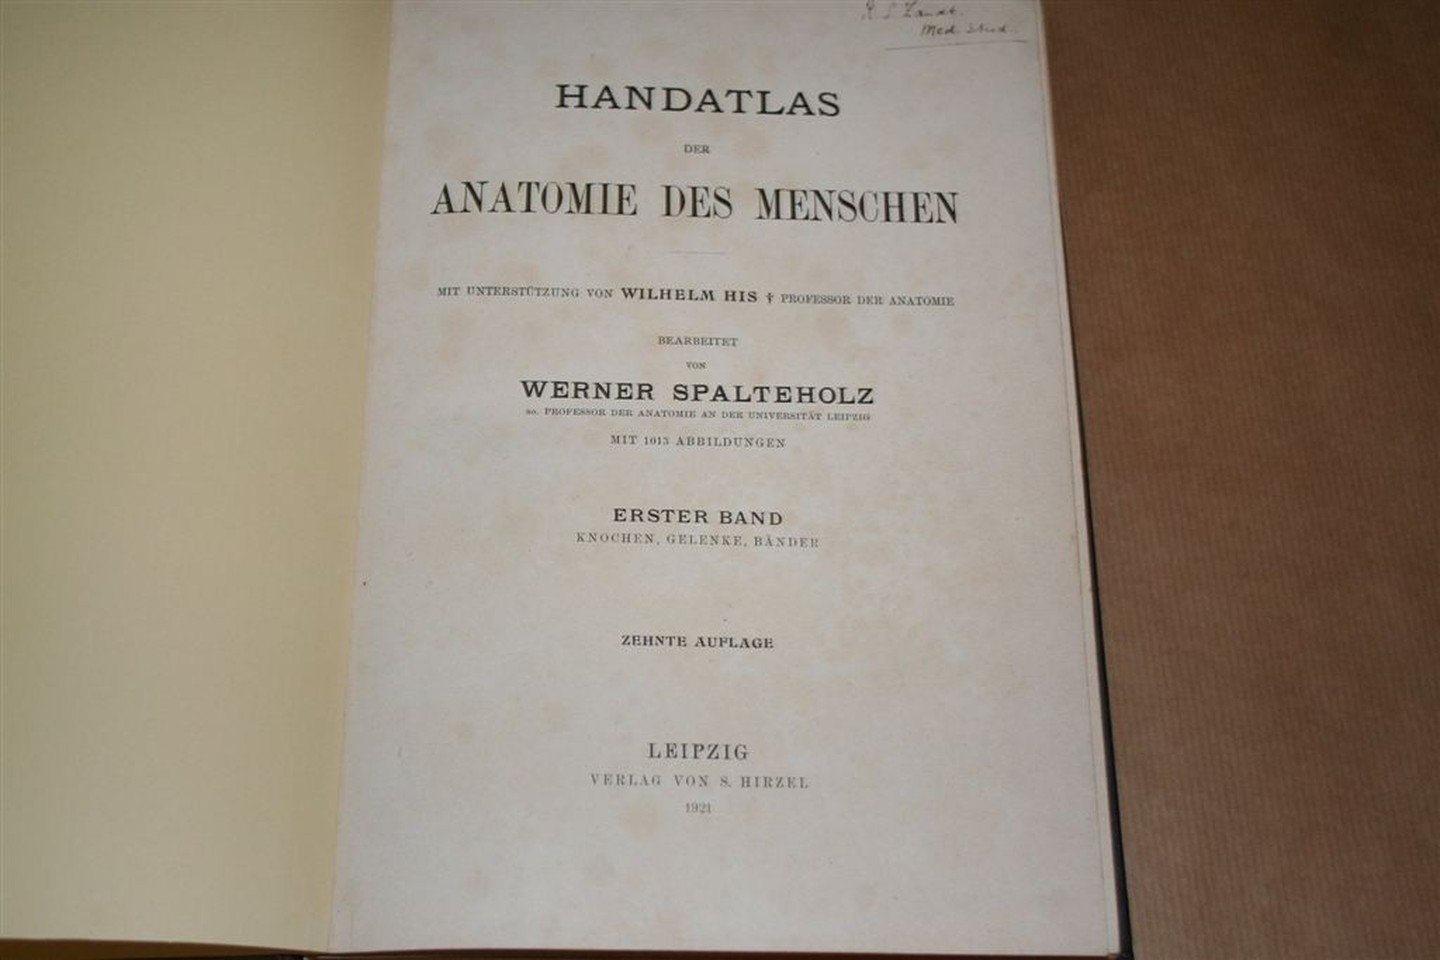 Med. Stud.
HANDATLAS
DER
ANATOMIE DES MENSCHEN
MIT UNTERSTÜTZUNG VON WILHELM HIS † PROFESSOR DER ANATOMIE
BEARBEITET
VON
WERNER SPALTEHOLZ
ao. PROFESSOR DER ANATOMIE AN DER UNIVERSITÄT LEIPZIG
MIT 1013 ABBILDUNGEN
ERSTER BAND
KNOCHEN, GELENKE, BÄNDER
ZEHNTE AUFLAGE
LEIPZIG
VERLAG VON S. HIRZEL
1921